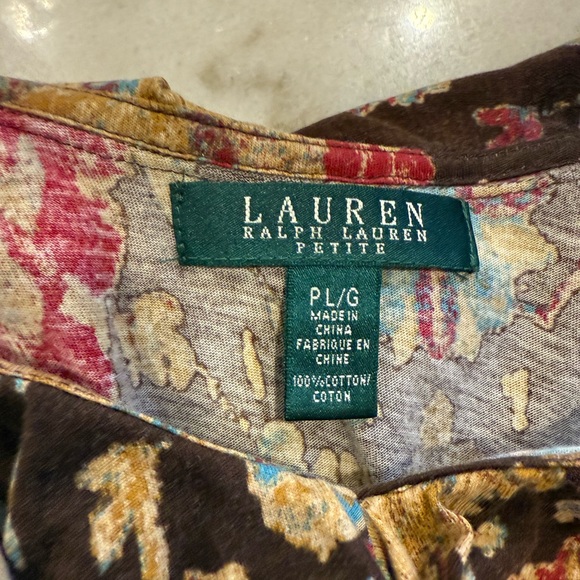 LAUREN
RALPH LAUREN
PETITE
PL/G
MADE IN
CHINA
FABRIQUE EN
CHINE
100%COTTON/
COTON